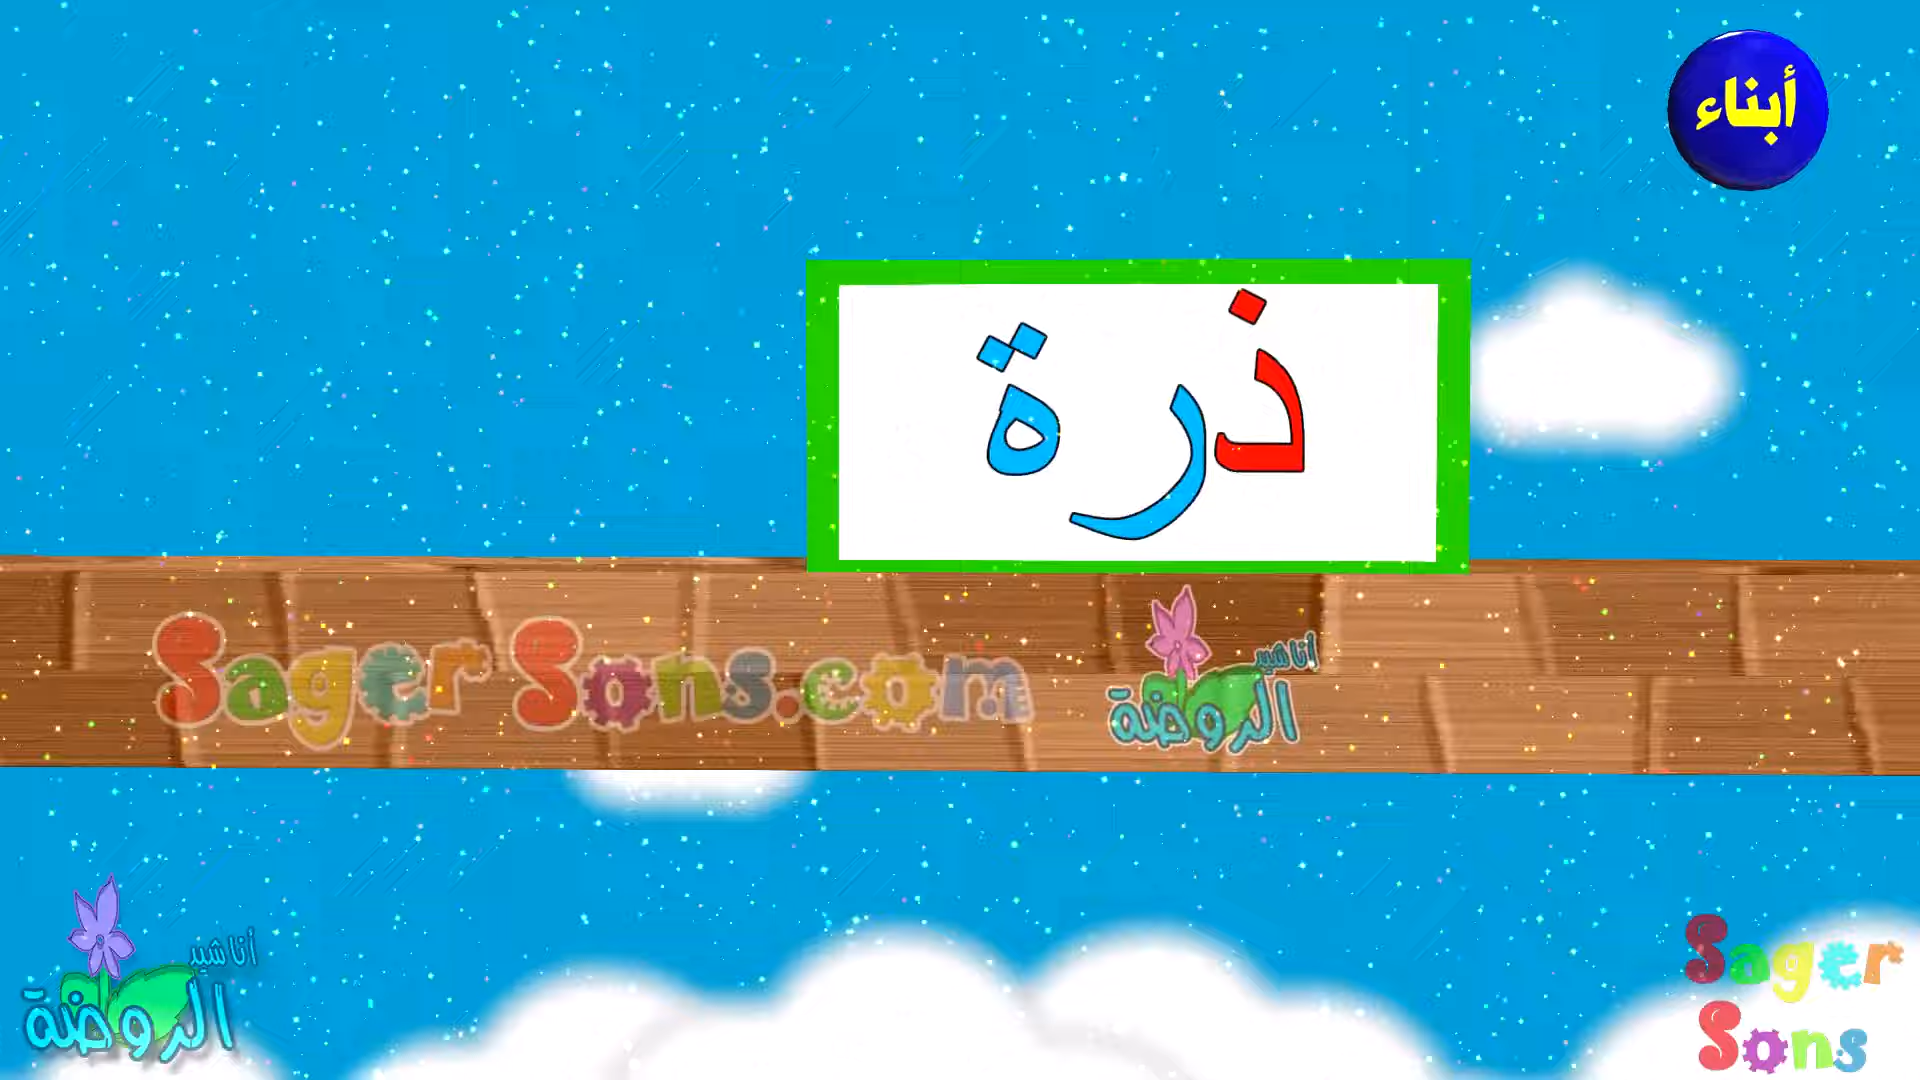 أبناء
ذرة
SagerSons.com
أناشيد
الروضة
أناشيد
الروضة
Sager
Sons